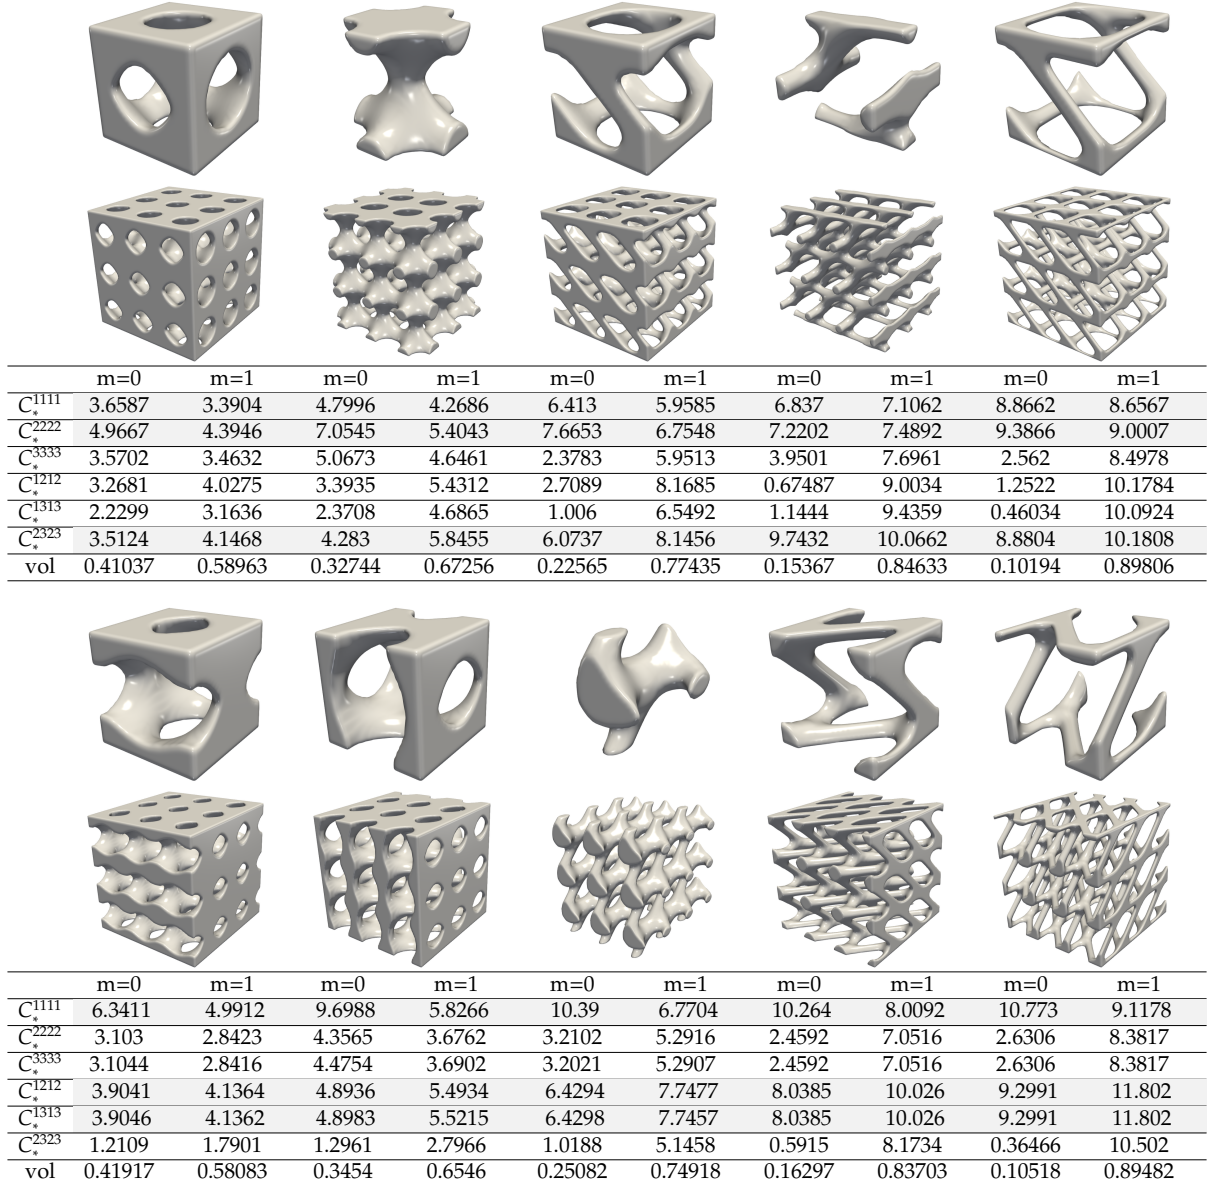 m=0 m=1 m=0 m=1 m=0 m=1 m=0 m=1 m=0 m=1
C_*^{1111} 3.6587 3.3904 4.7996 4.2686 6.413 5.9585 6.837 7.1062 8.8662 8.6567
C_*^{2222} 4.9667 4.3946 7.0545 5.4043 7.6653 6.7548 7.2202 7.4892 9.3866 9.0007
C_*^{3333} 3.5702 3.4632 5.0673 4.6461 2.3783 5.9513 3.9501 7.6961 2.562 8.4978
C_*^{1212} 3.2681 4.0275 3.3935 5.4312 2.7089 8.1685 0.67487 9.0034 1.2522 10.1784
C_*^{1313} 2.2299 3.1636 2.3708 4.6865 1.006 6.5492 1.1444 9.4359 0.46034 10.0924
C_*^{2323} 3.5124 4.1468 4.283 5.8455 6.0737 8.1456 9.7432 10.0662 8.8804 10.1808
vol 0.41037 0.58963 0.32744 0.67256 0.22565 0.77435 0.15367 0.84633 0.10194 0.89806
m=0 m=1 m=0 m=1 m=0 m=1 m=0 m=1 m=0 m=1
C_*^{1111} 6.3411 4.9912 9.6988 5.8266 10.39 6.7704 10.264 8.0092 10.773 9.1178
C_*^{2222} 3.103 2.8423 4.3565 3.6762 3.2102 5.2916 2.4592 7.0516 2.6306 8.3817
C_*^{3333} 3.1044 2.8416 4.4754 3.6902 3.2021 5.2907 2.4592 7.0516 2.6306 8.3817
C_*^{1212} 3.9041 4.1364 4.8936 5.4934 6.4294 7.7477 8.0385 10.026 9.2991 11.802
C_*^{1313} 3.9046 4.1362 4.8983 5.5215 6.4298 7.7457 8.0385 10.026 9.2991 11.802
C_*^{2323} 1.2109 1.7901 1.2961 2.7966 1.0188 5.1458 0.5915 8.1734 0.36466 10.502
vol 0.41917 0.58083 0.3454 0.6546 0.25082 0.74918 0.16297 0.83703 0.10518 0.89482